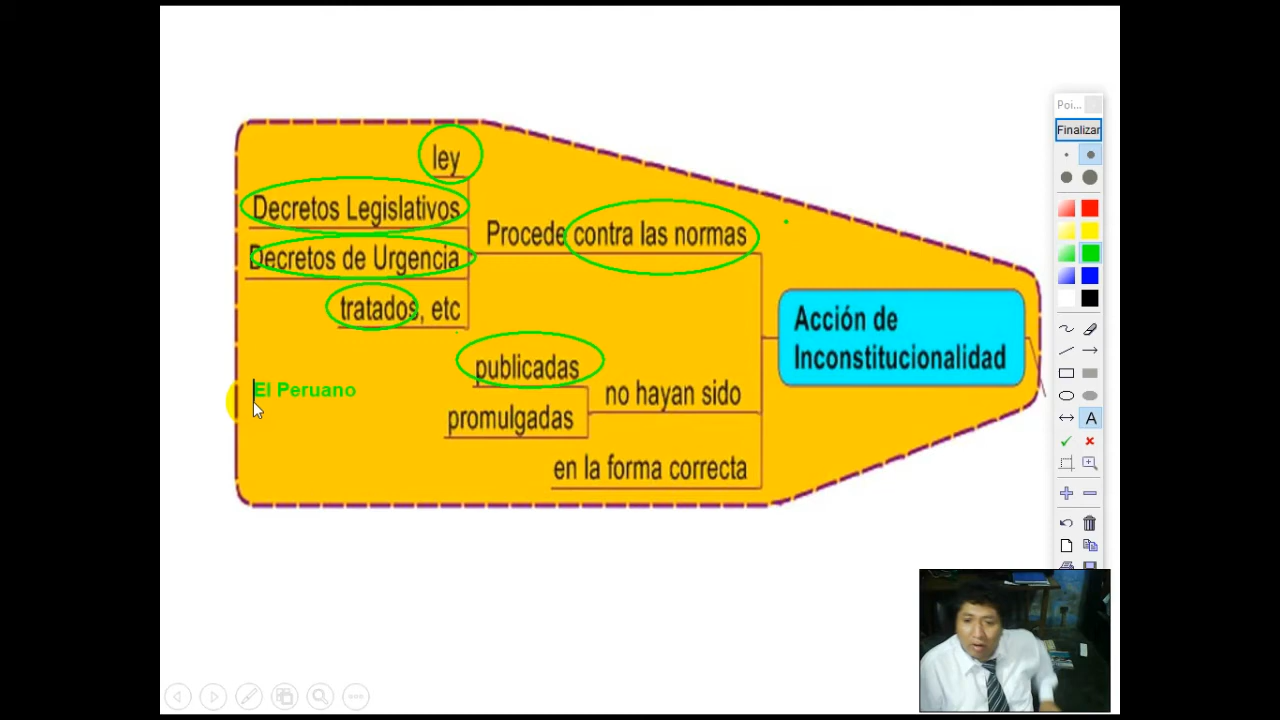 ley
Decretos Legislativos
Decretos de Urgencia
tratados, etc
Procede contra las normas
Acción de
Inconstitucionalidad
publicadas
promulgadas
no hayan sido
en la forma correcta
El Peruano
Poi...
Finalizar
A